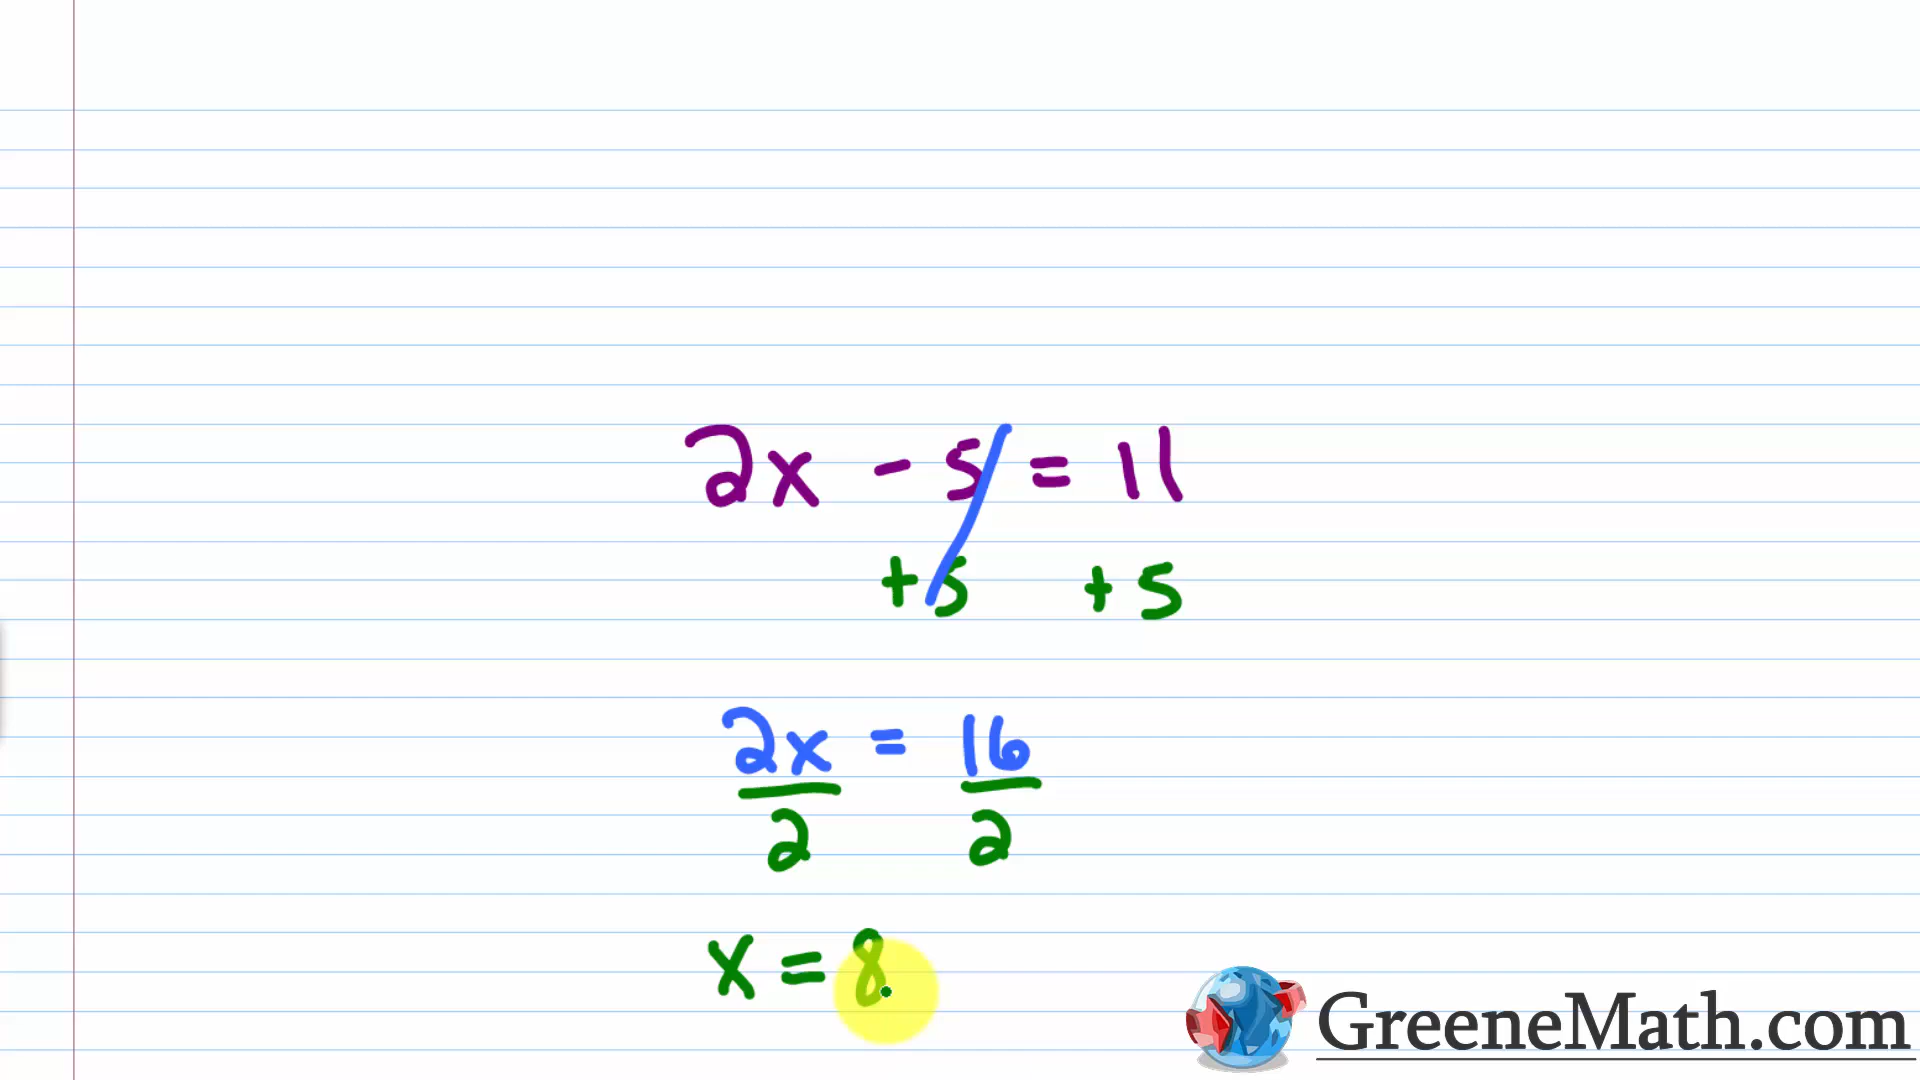 2x - 5 = 11
+5 +5
2x = 16
2 2
x = 8
GreeneMath.com